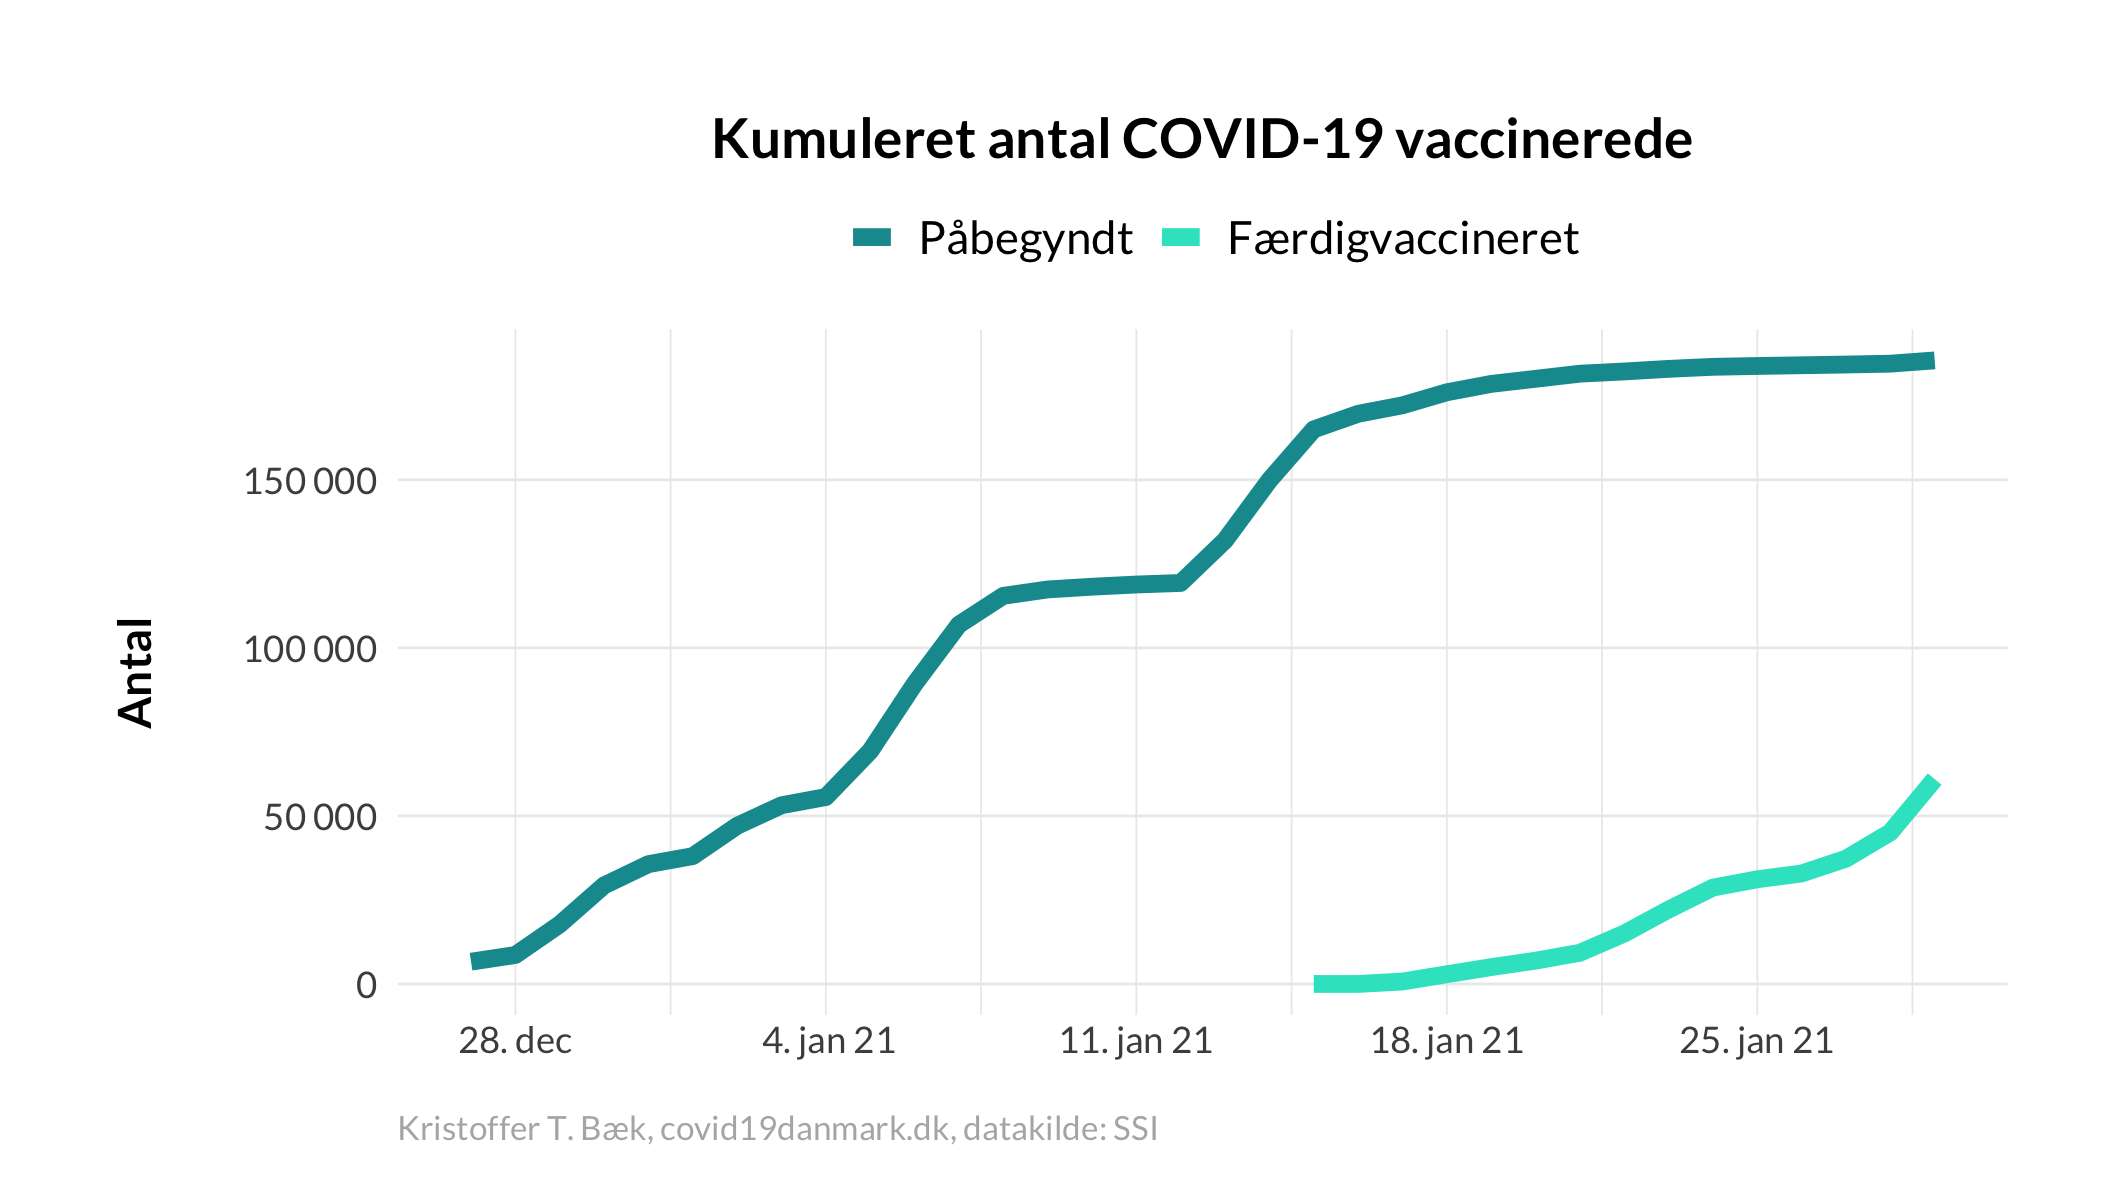 Kumuleret antal COVID-19 vaccinerede
Påbegyndt Færdigvaccineret
Antal
150 000
100 000
50 000
0
28. dec 4. jan 21 11. jan 21 18. jan 21 25. jan 21
Kristoffer T. Bæk, covid19danmark.dk, datakilde: SSI